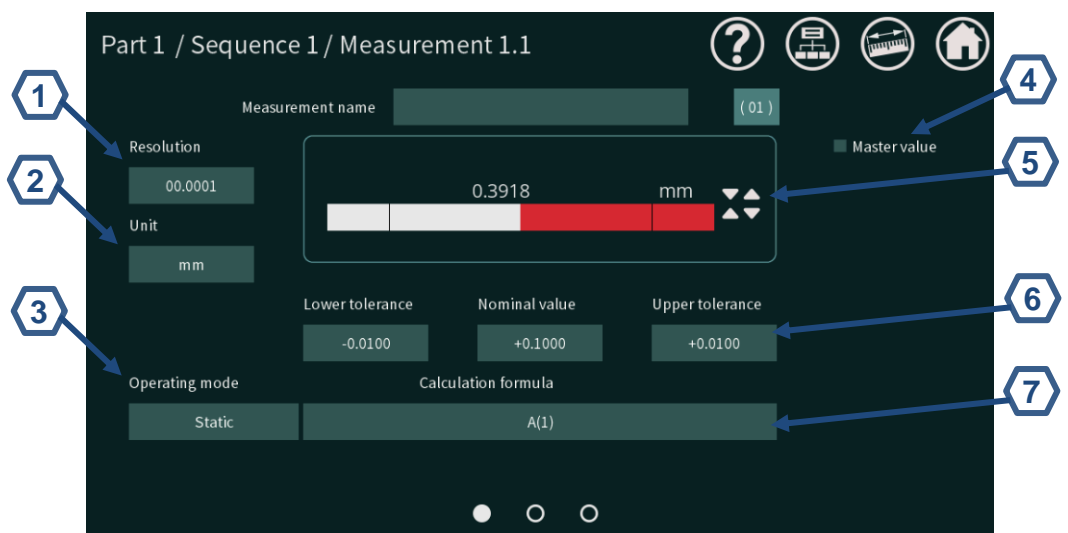 Part 1 / Sequence 1 / Measurement 1.1
?
1
4
Measurement name
( 01 )
Resolution
Master value
2
00.0001
0.3918 mm
5
Unit
mm
3
Lower tolerance Nominal value Upper tolerance
6
-0.0100 +0.1000 +0.0100
Operating mode Calculation formula
7
Static A(1)